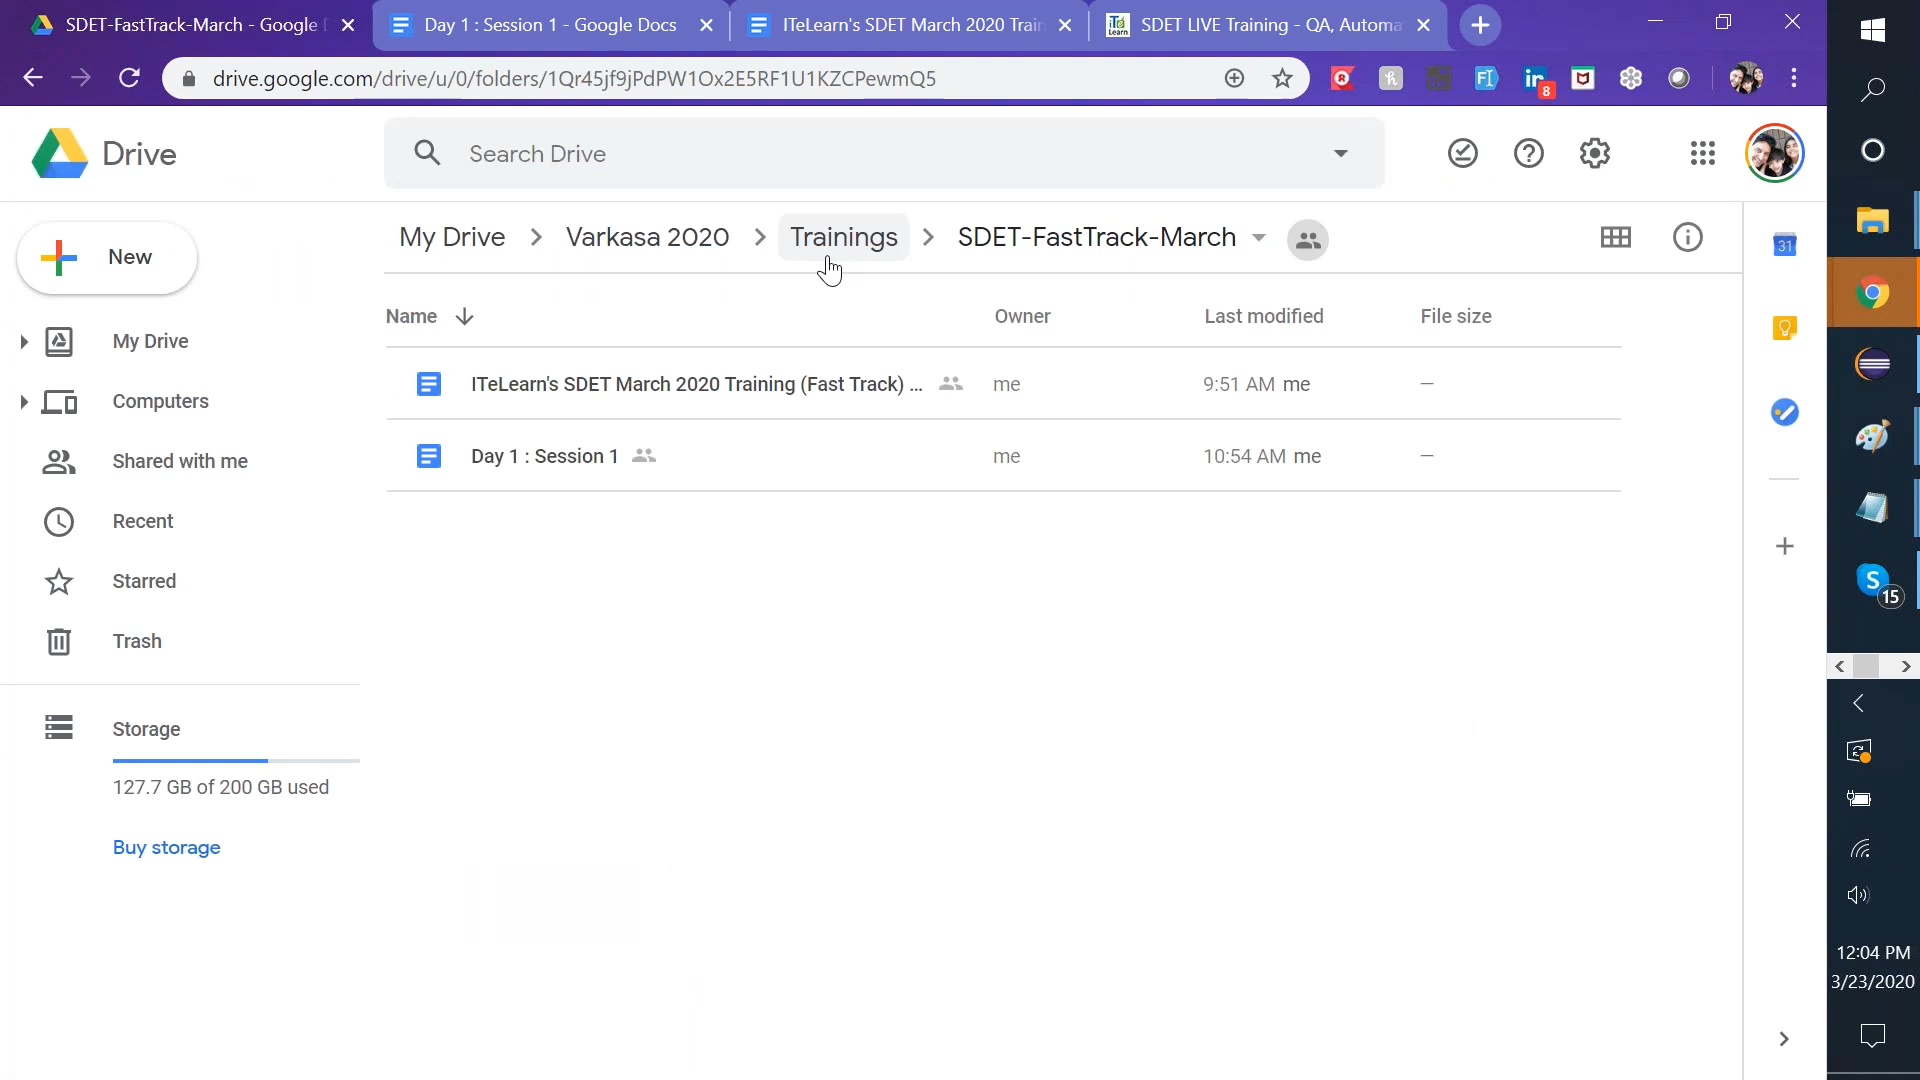 SDET-FastTrack-March - Google D
Day 1 : Session 1 - Google Docs
ITeLearn's SDET March 2020 Train
SDET LIVE Training - QA, Automa
drive.google.com/drive/u/0/folders/1Qr45jf9jPdPW1Ox2E5RF1U1KZCPewmQ5
8
Drive
Search Drive
New
My Drive
Varkasa 2020
Trainings
SDET-FastTrack-March
31
Name
Owner
Last modified
File size
My Drive
ITeLearn's SDET March 2020 Training (Fast Track) ...
me
9:51 AM me
—
Computers
Day 1 : Session 1
me
10:54 AM me
—
Shared with me
Recent
Starred
Trash
Storage
127.7 GB of 200 GB used
Buy storage
15
12:04 PM
3/23/2020